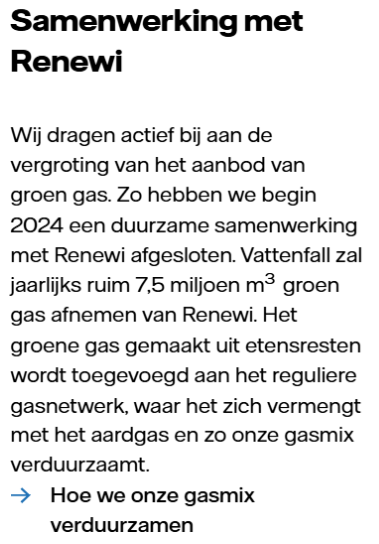 Samenwerking met
Renewi
Wij dragen actief bij aan de
vergroting van het aanbod van
groen gas. Zo hebben we begin
2024 een duurzame samenwerking
met Renewi afgesloten. Vattenfall zal
jaarlijks ruim 7,5 miljoen m³ groen
gas afnemen van Renewi. Het
groene gas gemaakt uit etensresten
wordt toegevoegd aan het reguliere
gasnetwerk, waar het zich vermengt
met het aardgas en zo onze gasmix
verduurzaamt.
→ Hoe we onze gasmix
verduurzamen